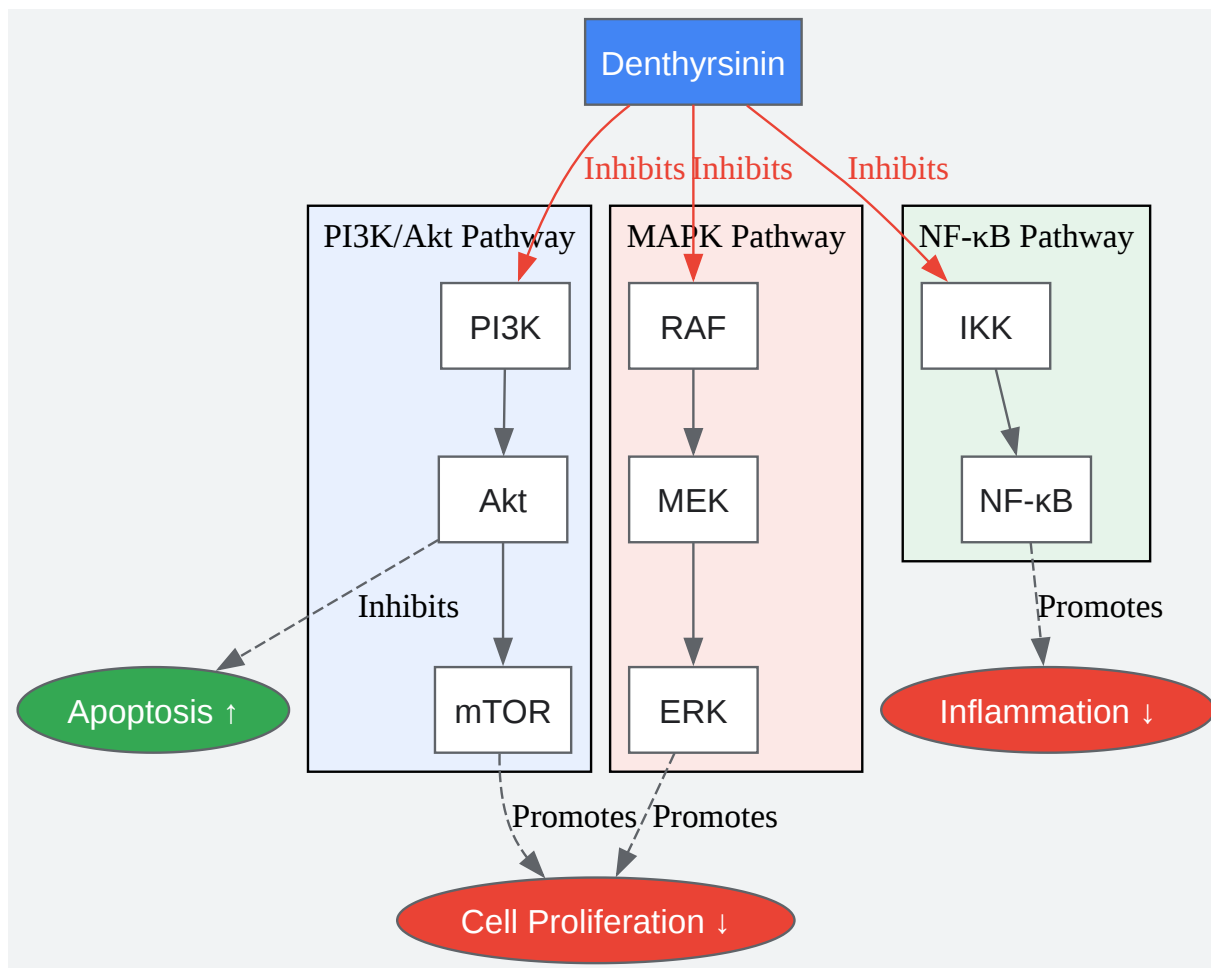 Denthyrsinin
Inhibits
Inhibits
Inhibits
PI3K/Akt Pathway
MAPK Pathway
NF-κB Pathway
PI3K
RAF
IKK
Akt
MEK
NF-κB
Inhibits
Promotes
Apoptosis ↑
mTOR
ERK
Inflammation ↓
Promotes
Promotes
Cell Proliferation ↓